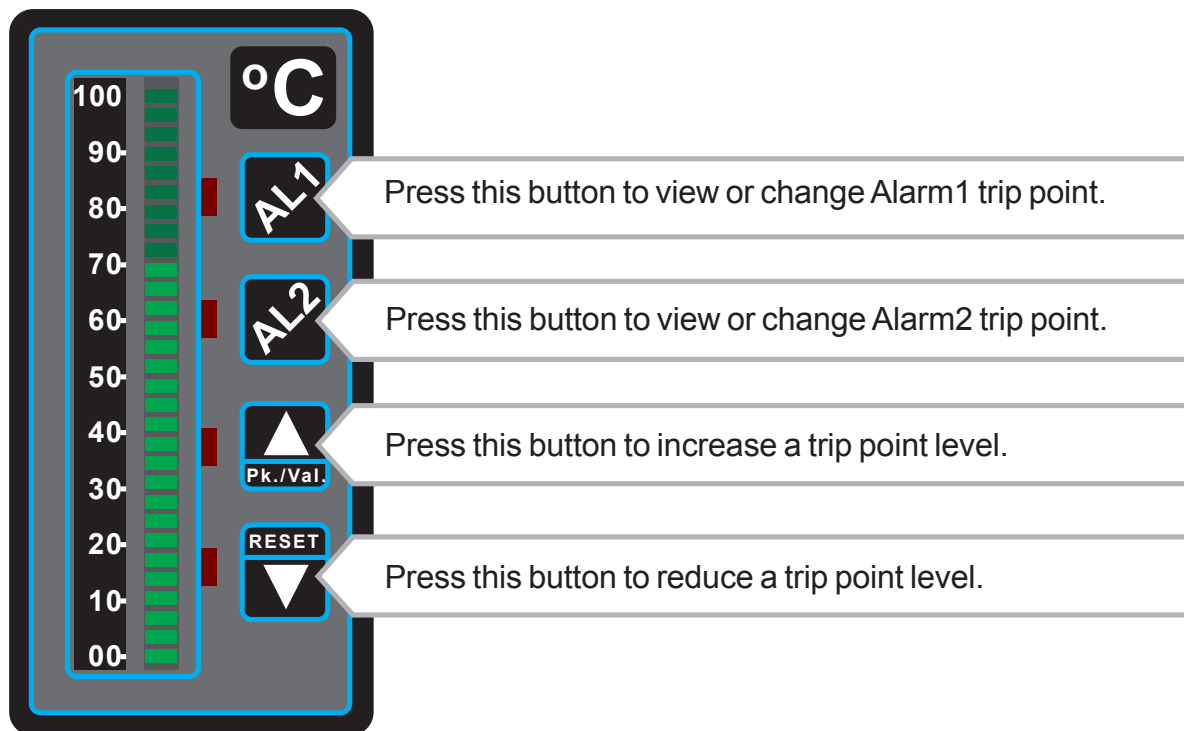 ºC
100
90-
80-
70-
60-
50-
40-
30-
20-
10-
00-
AL1
Press this button to view or change Alarm1 trip point.
AL2
Press this button to view or change Alarm2 trip point.
Pk./Val.
Press this button to increase a trip point level.
RESET
Press this button to reduce a trip point level.